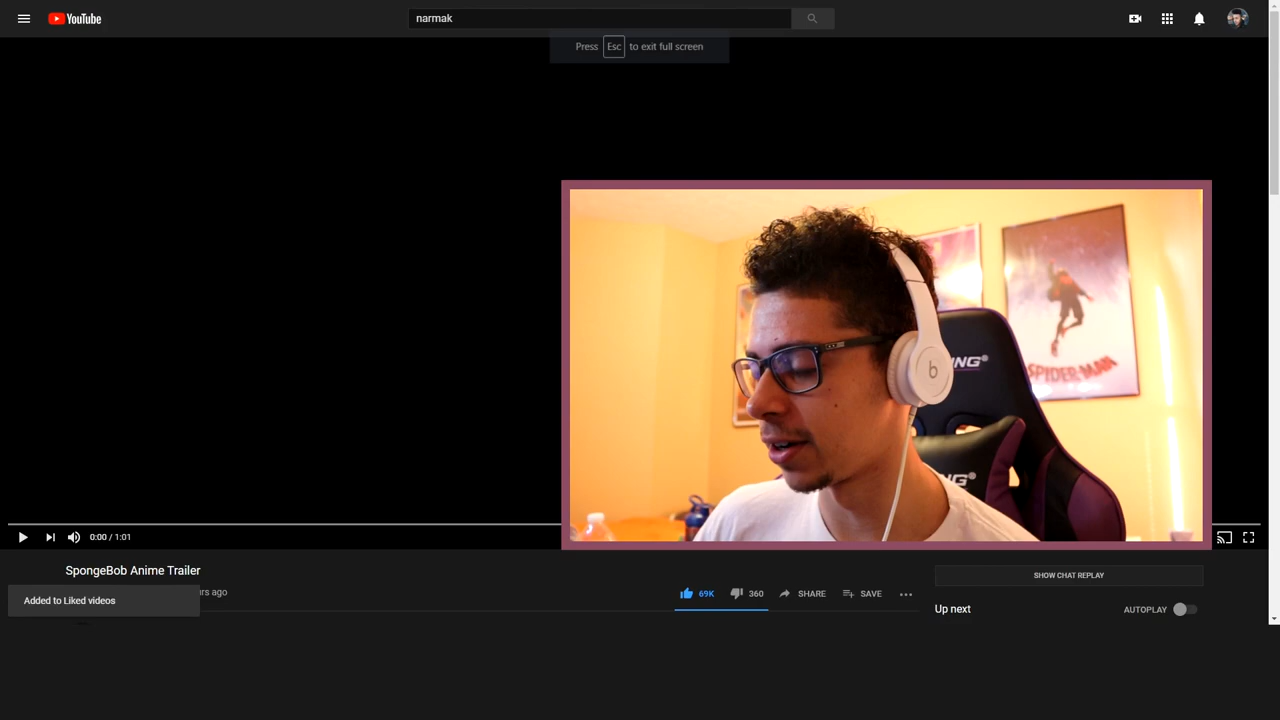 YouTube
narmak
Press Esc to exit full screen
SPIDER-MAN
NG®
NG®
b
0:00 / 1:01
SpongeBob Anime Trailer
urs ago
Added to Liked videos
69K
360
SHARE
SAVE
SHOW CHAT REPLAY
Up next
AUTOPLAY